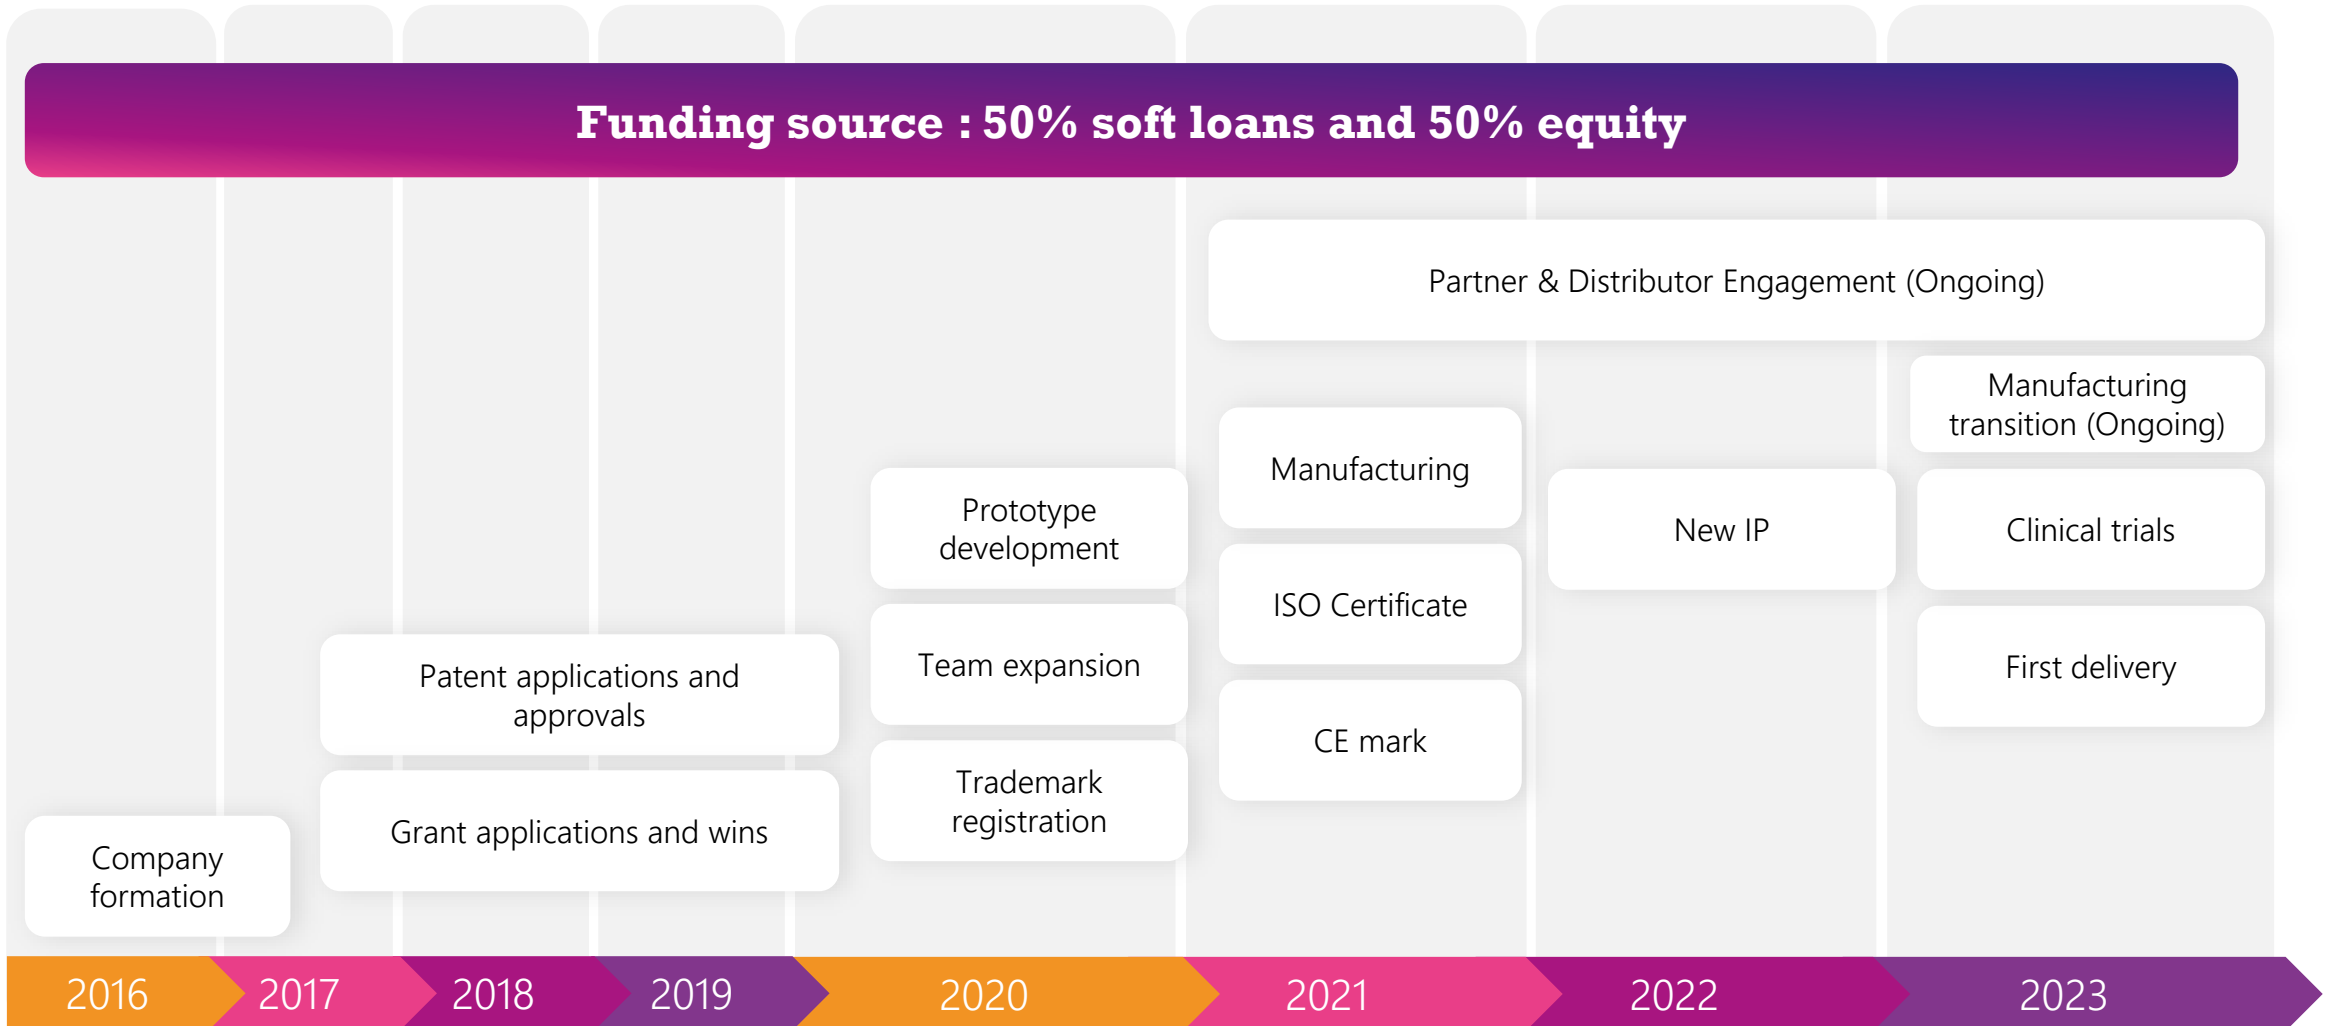 Funding source : 50% soft loans and 50% equity
Partner & Distributor Engagement (Ongoing)
Manufacturing
transition (Ongoing)
Manufacturing
Prototype
development
New IP
Clinical trials
ISO Certificate
Team expansion
First delivery
Patent applications and
approvals
CE mark
Trademark
registration
Grant applications and wins
Company
formation
2016
2017
2018
2019
2020
2021
2022
2023